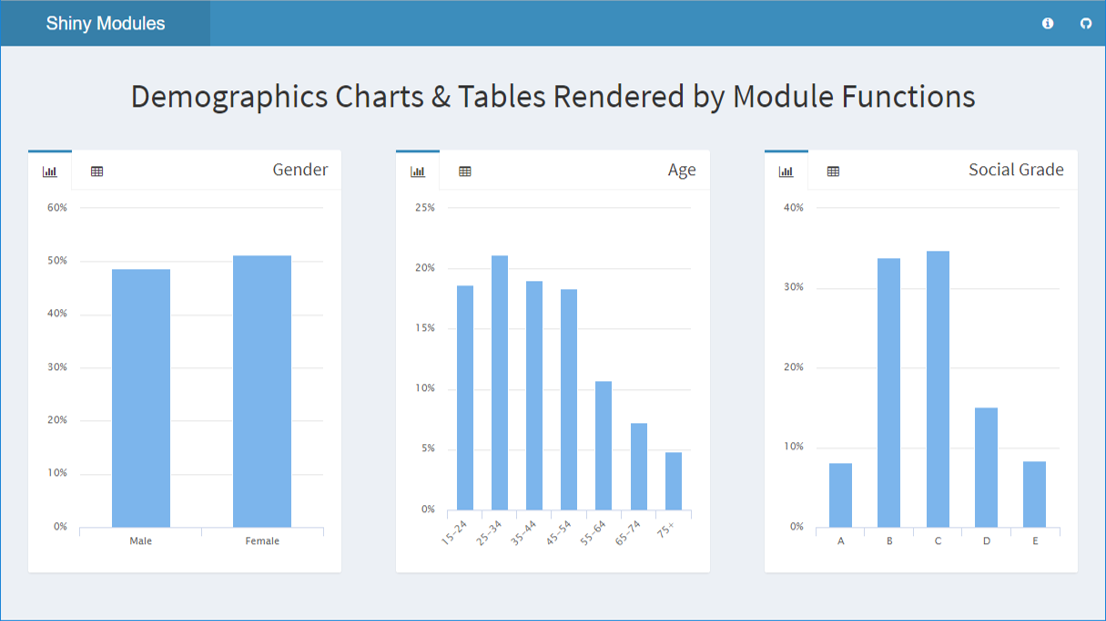 Shiny Modules
Demographics Charts & Tables Rendered by Module Functions
Gender
60%
50%
40%
30%
20%
10%
0%
Male Female
Age
25%
20%
15%
10%
5%
0%
15-24 25-34 35-44 45-54 55-64 65-74 75+
Social Grade
40%
30%
20%
10%
0%
A B C D E